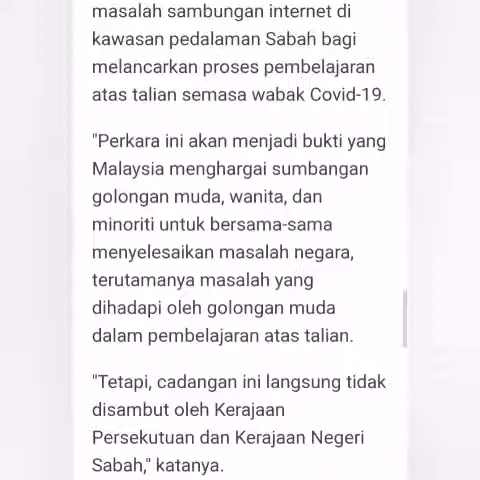 masalah sambungan internet di
kawasan pedalaman Sabah bagi
melancarkan proses pembelajaran
atas talian semasa wabak Covid-19.
"Perkara ini akan menjadi bukti yang
Malaysia menghargai sumbangan
golongan muda, wanita, dan
minoriti untuk bersama-sama
menyelesaikan masalah negara,
terutamanya masalah yang
dihadapi oleh golongan muda
dalam pembelajaran atas talian.
"Tetapi, cadangan ini langsung tidak
disambut oleh Kerajaan
Persekutuan dan Kerajaan Negeri
Sabah," katanya.